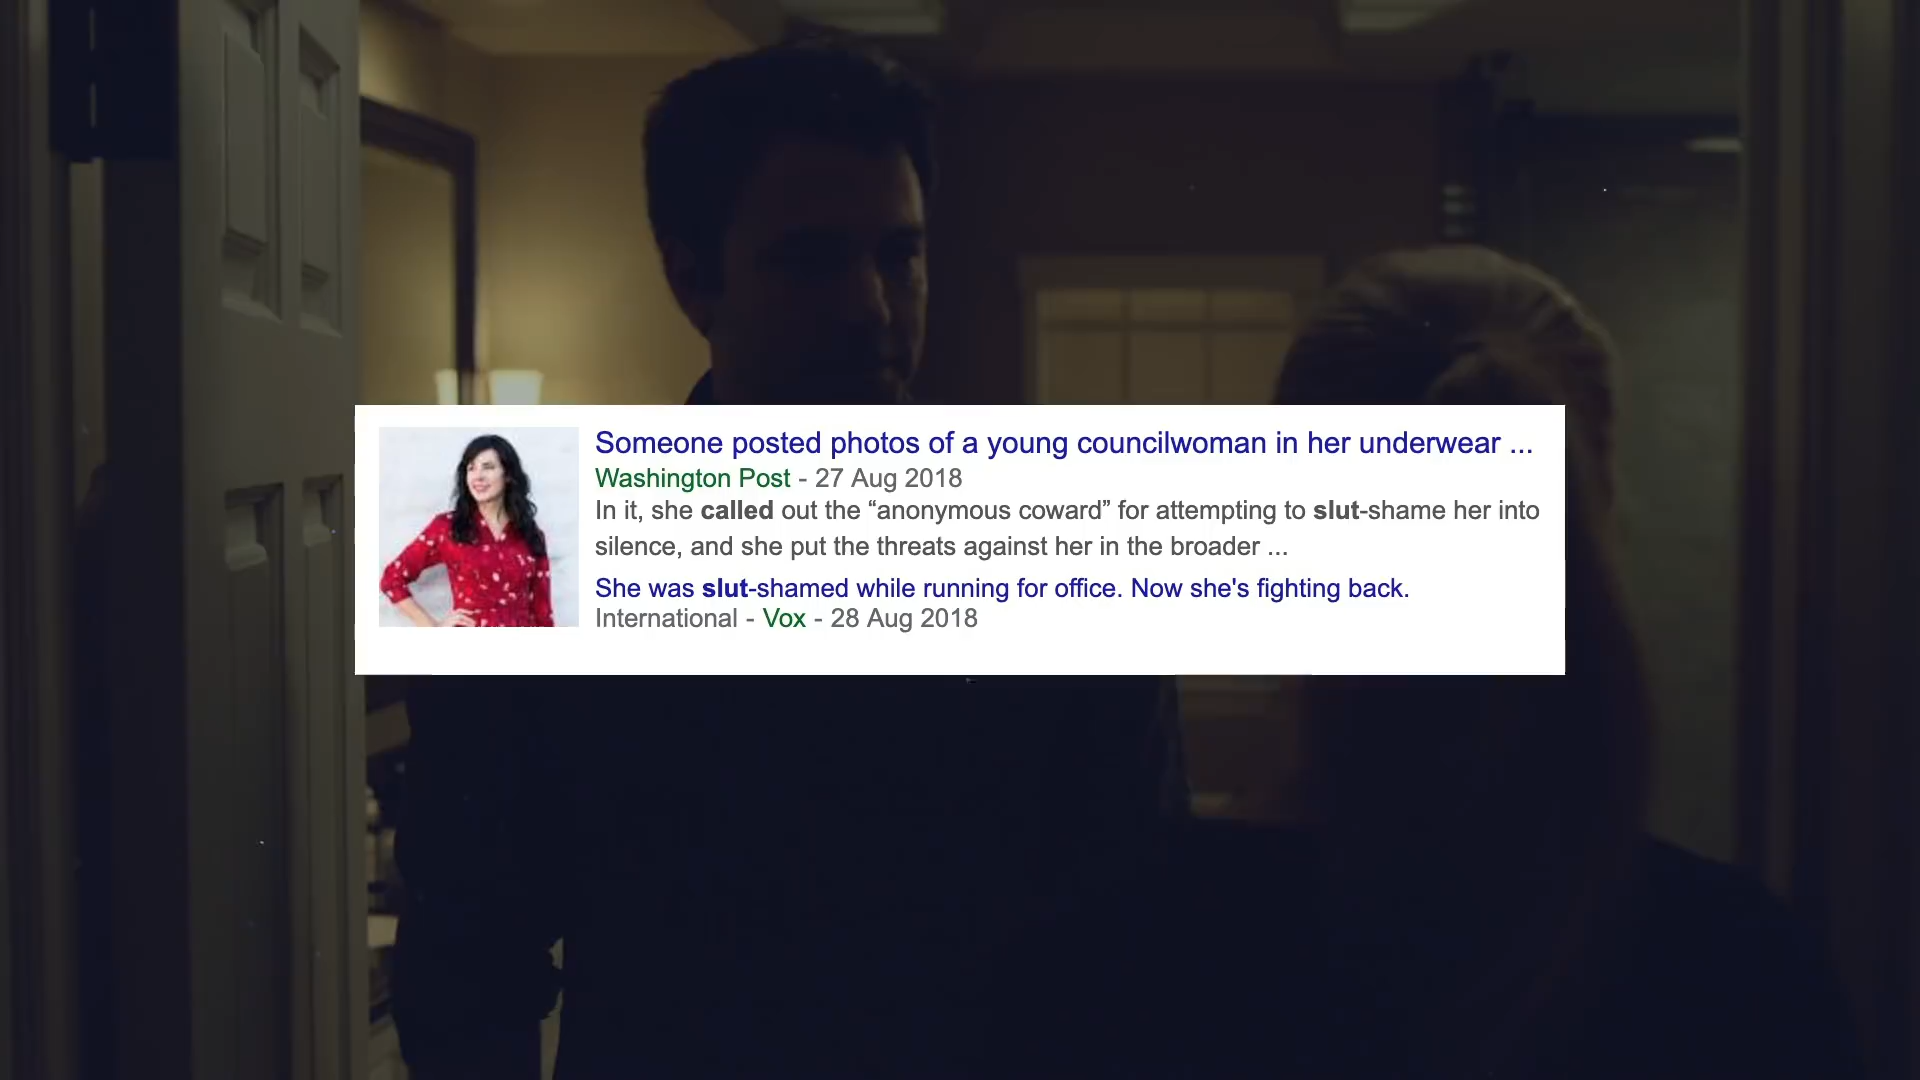 Someone posted photos of a young councilwoman in her underwear ...
Washington Post - 27 Aug 2018
In it, she called out the “anonymous coward” for attempting to slut-shame her into
silence, and she put the threats against her in the broader ...
She was slut-shamed while running for office. Now she's fighting back.
International - Vox - 28 Aug 2018